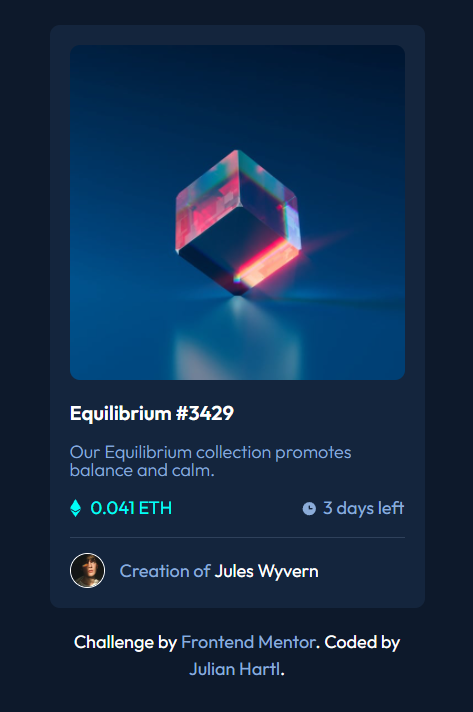 Equilibrium #3429
Our Equilibrium collection promotes
balance and calm.
0.041 ETH
3 days left
Creation of Jules Wyvern
Challenge by Frontend Mentor. Coded by
Julian Hartl.